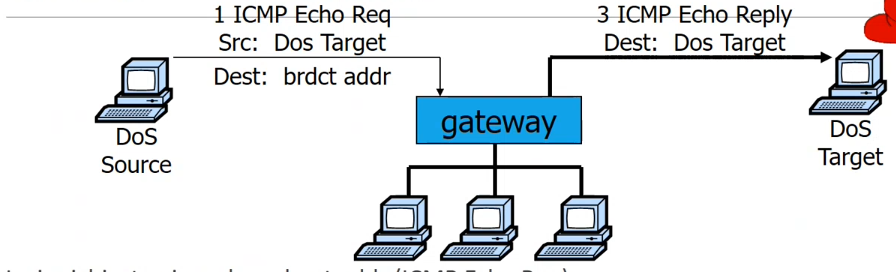 1 ICMP Echo Req
Src: Dos Target
Dest: brdct addr
3 ICMP Echo Reply
Dest: Dos Target
DoS
Source
gateway
DoS
Target